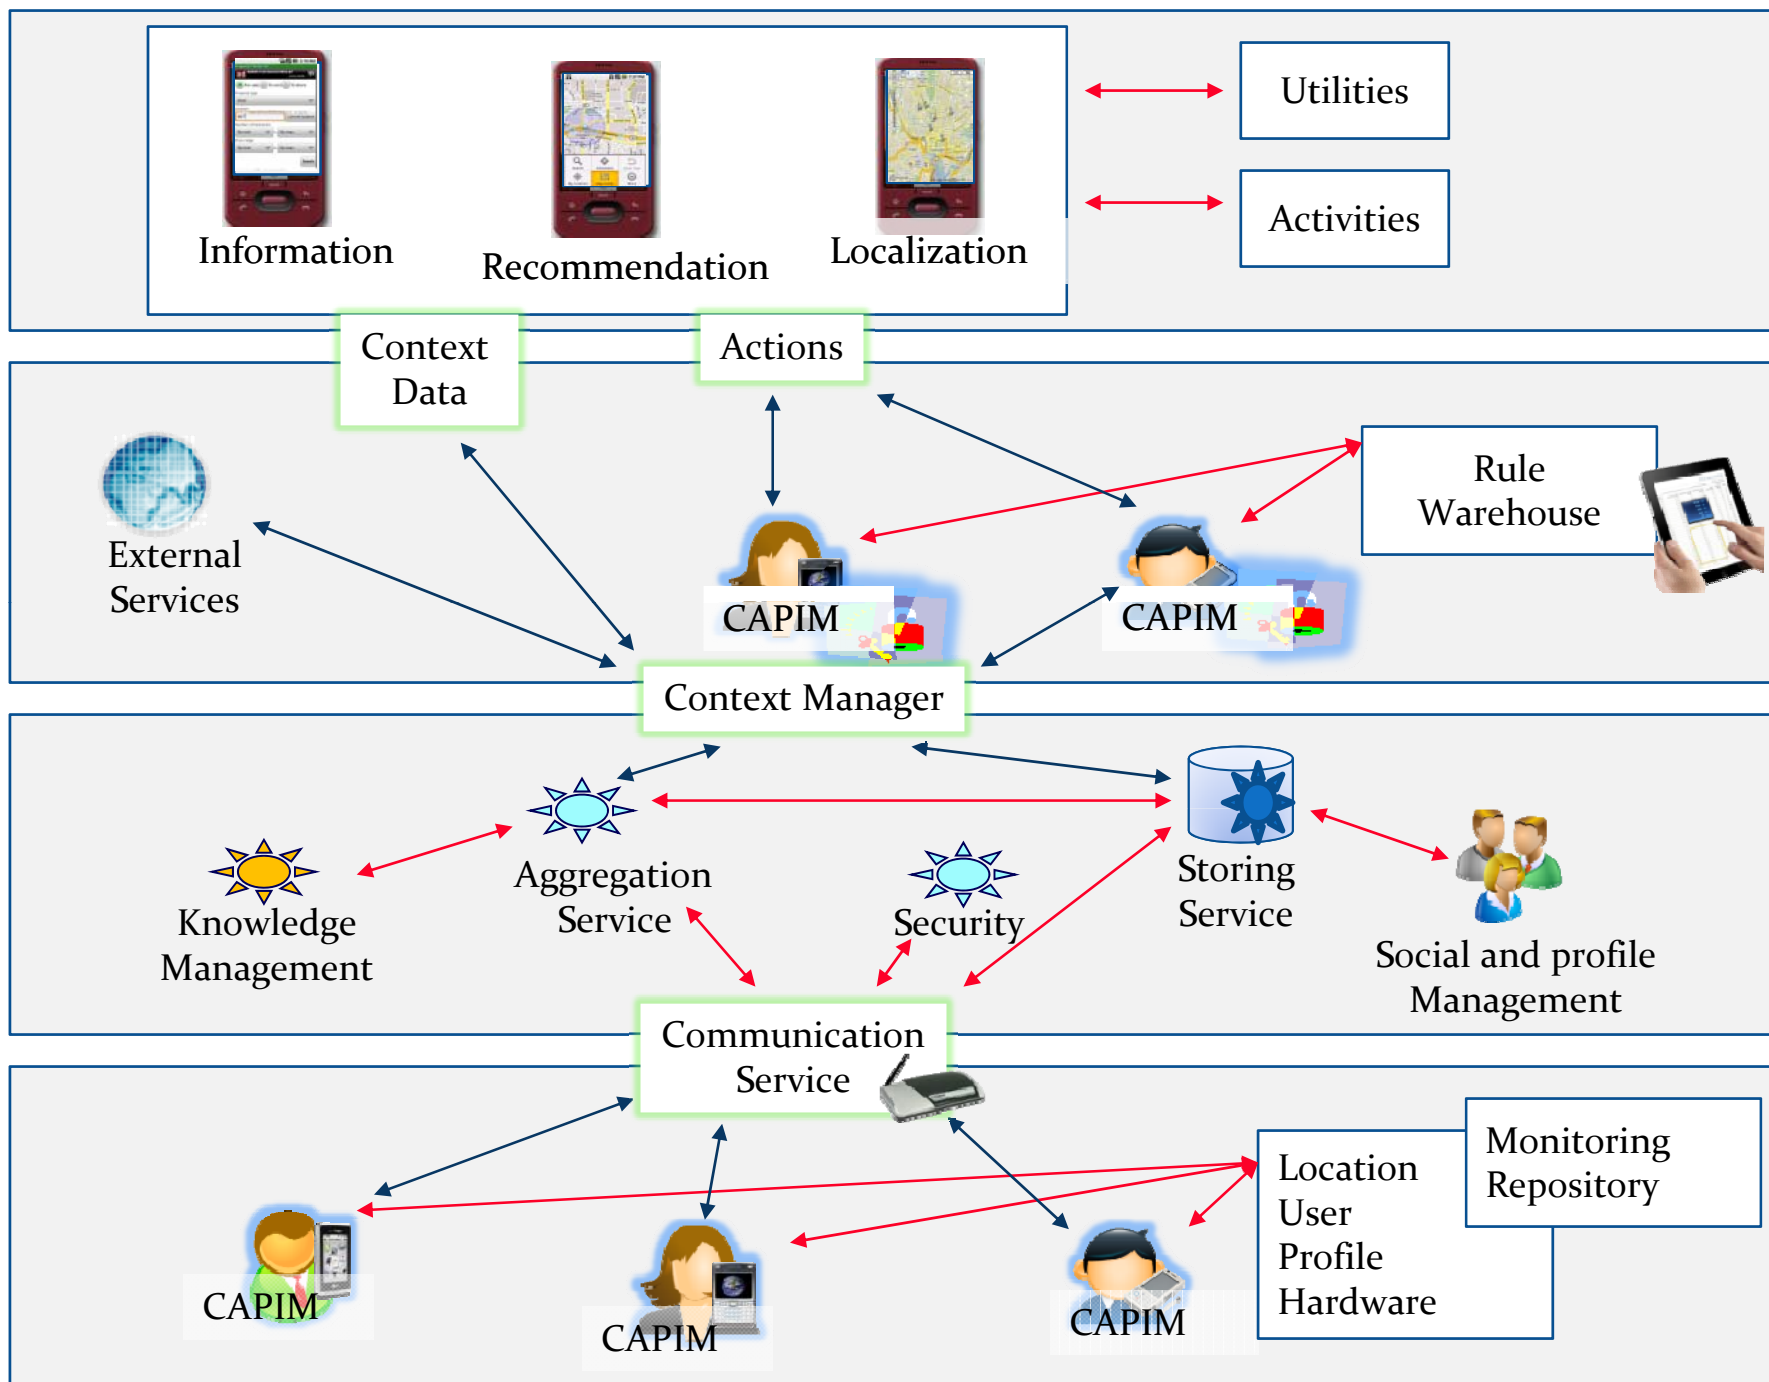 Information
Recommendation
Localization
Utilities
Activities
Context
Data
Actions
External
Services
CAPIM
CAPIM
Rule
Warehouse
Context Manager
Knowledge
Management
Aggregation
Service
Security
Storing
Service
Social and profile
Management
Communication
Service
CAPIM
CAPIM
CAPIM
Location
User
Profile
Hardware
Monitoring
Repository